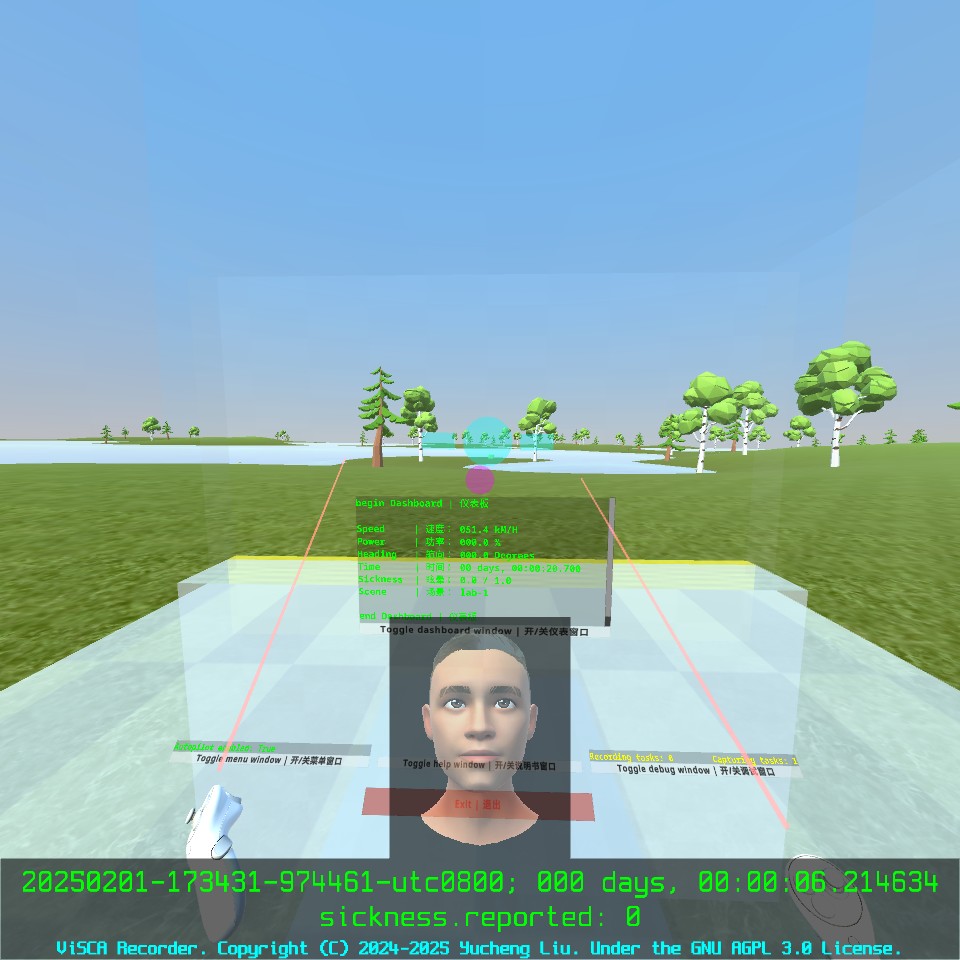 begin Dashboard | 仪表板
Speed | 速度: 051.4 kM/H
Power | 功率: 000.0 %
Heading | 前向: 000.0 Degrees
Time | 时间: 00 days, 00:00:20.700
Sickness | 眩晕: 0.0 / 1.0
Scene | 场景: lab-1
end Dashboard | 仪表板
Toggle dashboard window | 开/关仪表窗口
Autopilot enabled: True
Toggle menu window | 开/关菜单窗口
Toggle help window | 开/关说明书窗口
Recording tasks: 0 Capturing tasks: 1
Toggle debug window | 开/关调试窗口
Exit | 退出
20250201-173431-974461-utc0800; 000 days, 00:00:06.214634
sickness.reported: 0
ViSCA Recorder. Copyright (C) 2024-2025 Yucheng Liu. Under the GNU AGPL 3.0 License.